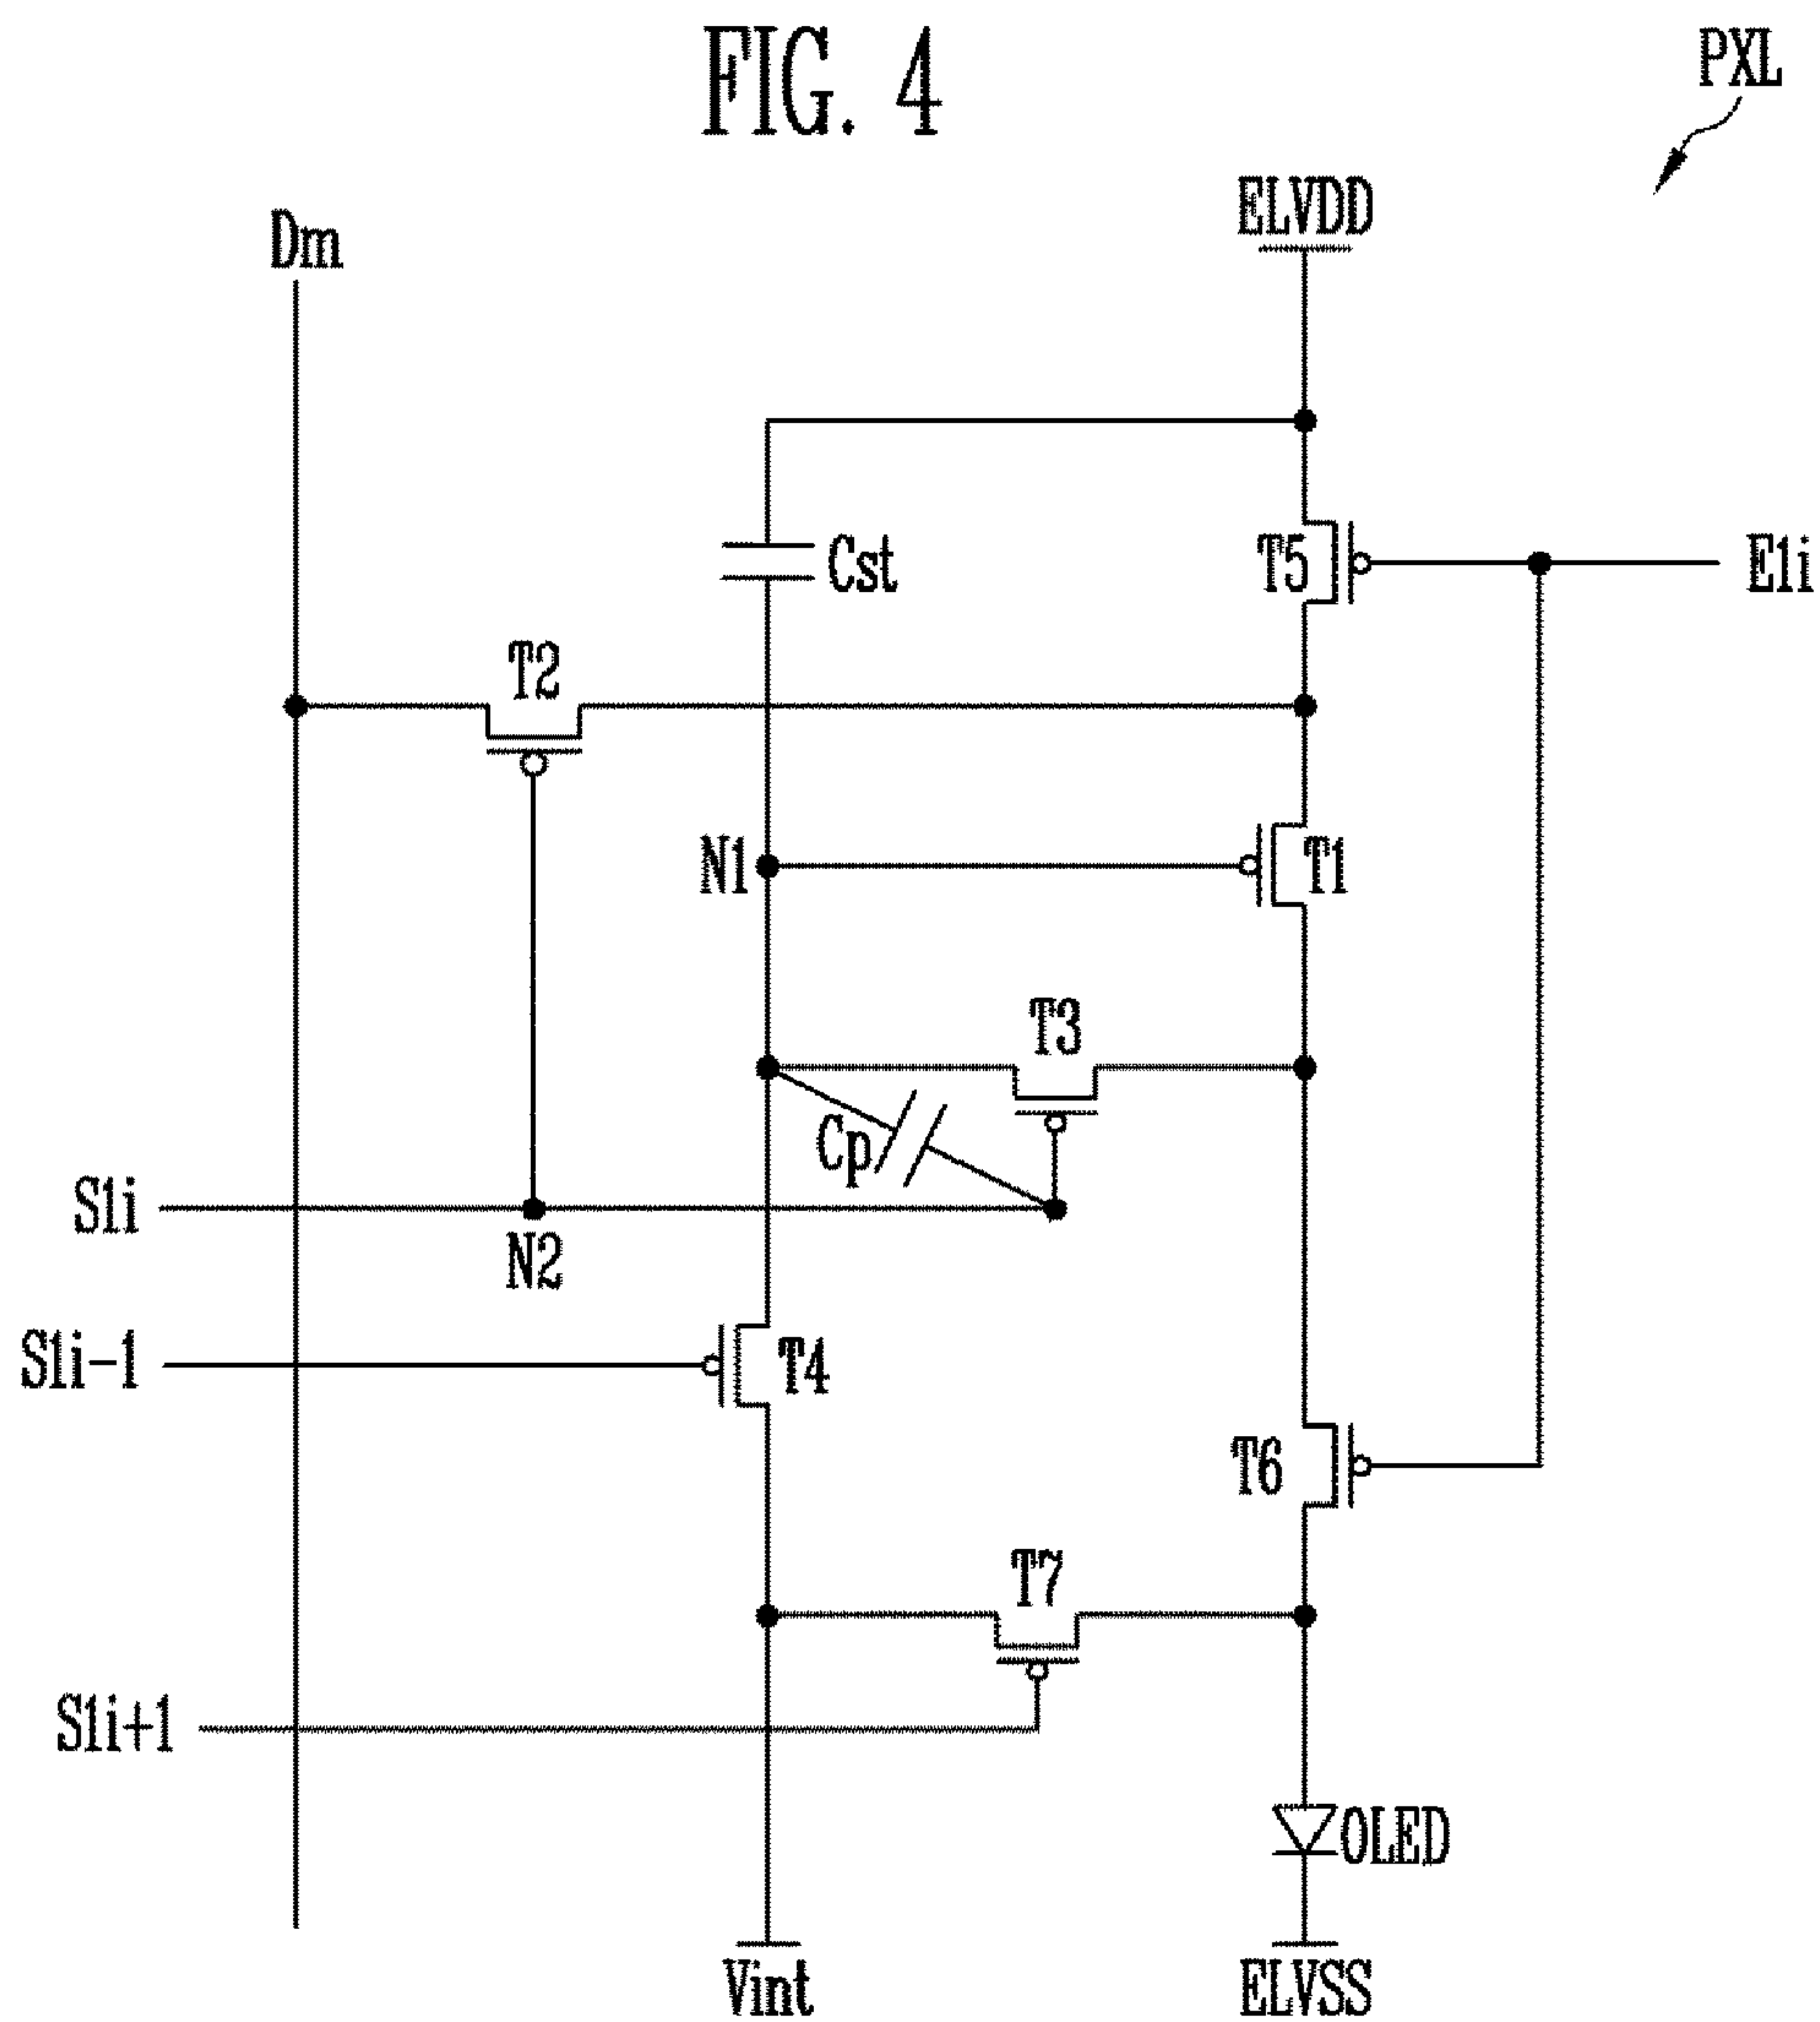 FIG. 4
PXL
ELVDD
Dm
Cst
T5
E1i
T2
N1
T1
T3
Cp
S1i
N2
S1i-1
T4
T6
T7
S1i+1
OLED
Vint
ELVSS